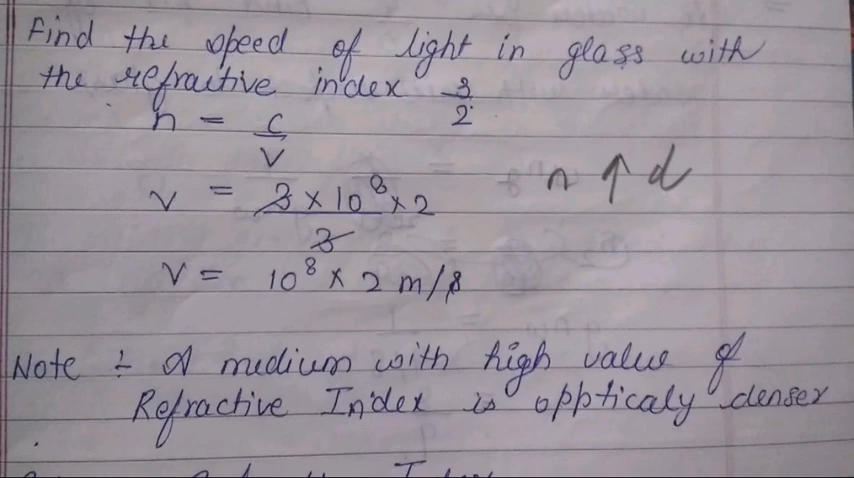 Find the speed of light in glass with
the refractive index 3/2
n = c/v
v = 3 × 10⁸ × 2 / 3
n ↑ d
v = 10⁸ × 2 m/s
Note ÷ A medium with high value of
Refractive Index is oppticaly denser